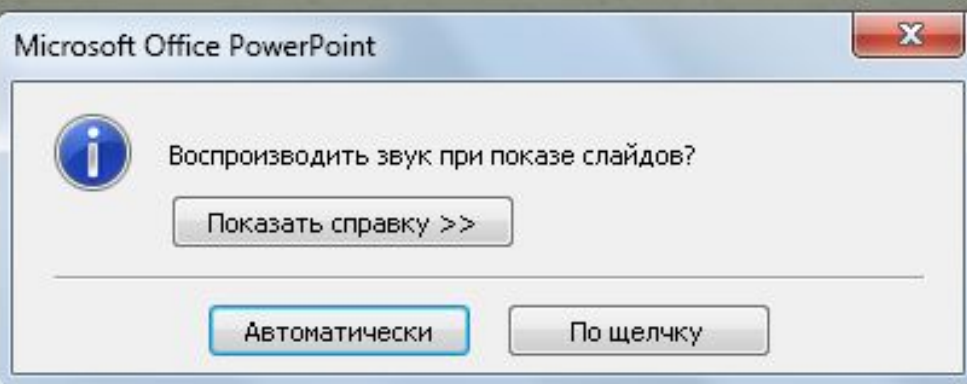 Microsoft Office PowerPoint
Воспроизводить звук при показе слайдов?
Показать справку >>
Автоматически
По щелчку